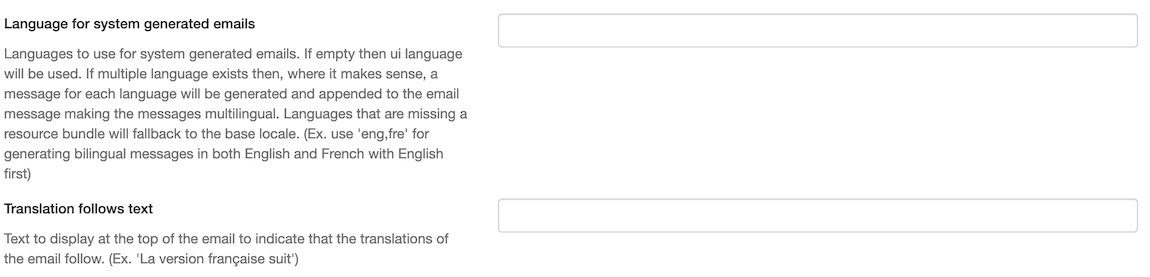 Language for system generated emails
Languages to use for system generated emails. If empty then ui language
will be used. If multiple language exists then, where it makes sense, a
message for each language will be generated and appended to the email
message making the messages multilingual. Languages that are missing a
resource bundle will fallback to the base locale. (Ex. use 'eng,fre' for
generating bilingual messages in both English and French with English
first)
Translation follows text
Text to display at the top of the email to indicate that the translations of
the email follow. (Ex. 'La version française suit')